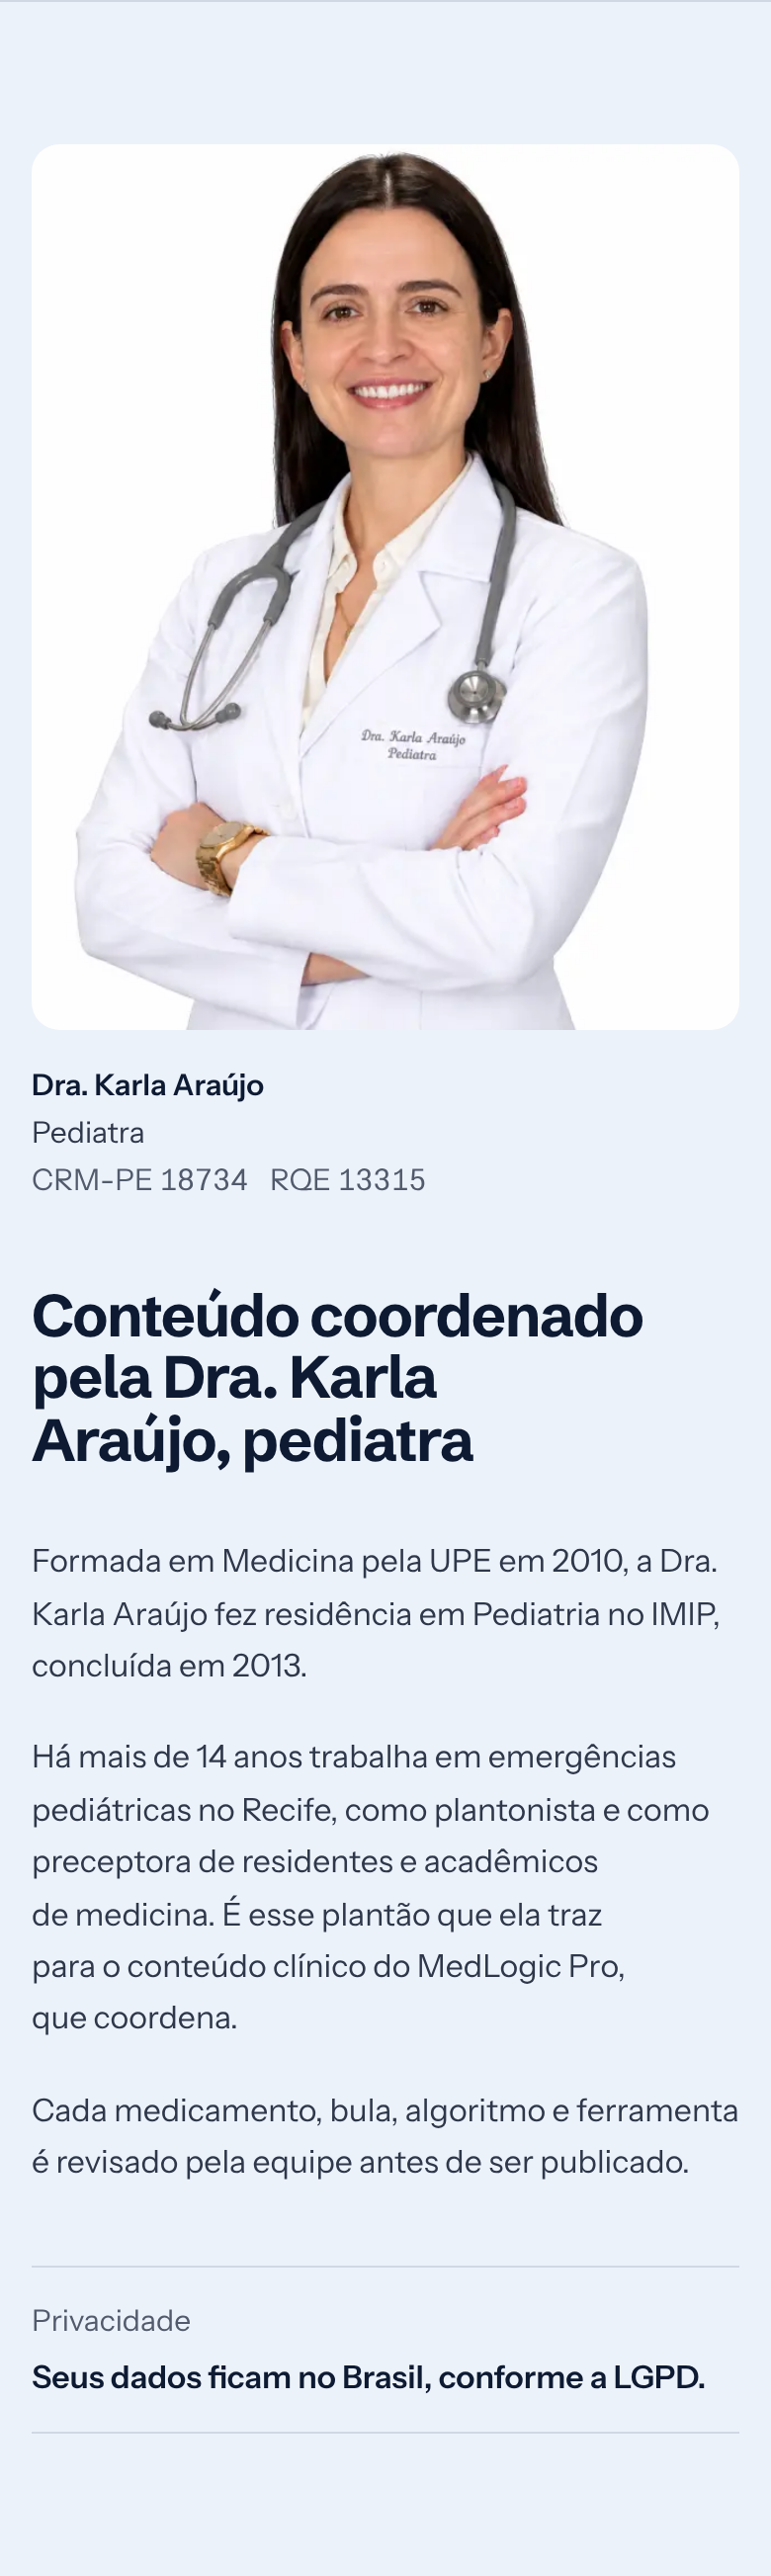 Dra. Karla Araújo
Pediatra
Dra. Karla Araújo
Pediatra
CRM-PE 18734 RQE 13315
Conteúdo coordenado
pela Dra. Karla
Araújo, pediatra
Formada em Medicina pela UPE em 2010, a Dra.
Karla Araújo fez residência em Pediatria no IMIP,
concluída em 2013.
Há mais de 14 anos trabalha em emergências
pediátricas no Recife, como plantonista e como
preceptora de residentes e acadêmicos
de medicina. É esse plantão que ela traz
para o conteúdo clínico do MedLogic Pro,
que coordena.
Cada medicamento, bula, algoritmo e ferramenta
é revisado pela equipe antes de ser publicado.
Privacidade
Seus dados ficam no Brasil, conforme a LGPD.